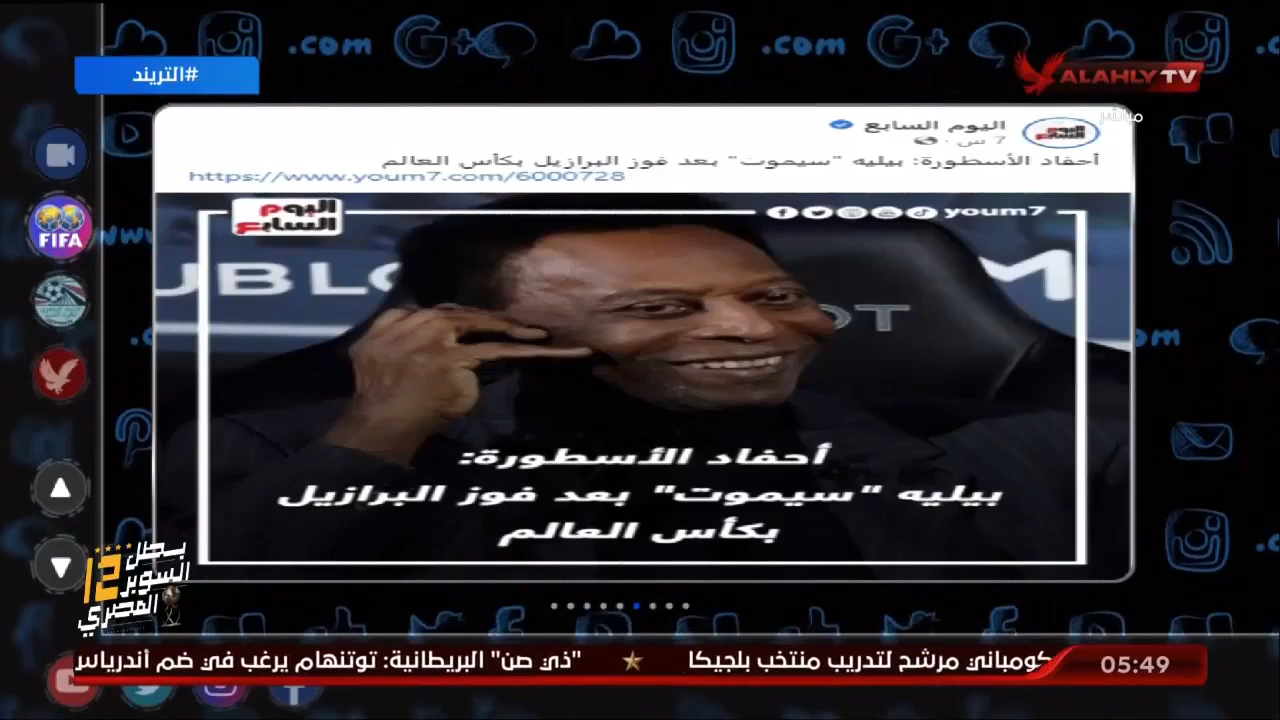 #التريند
ALAHLY TV
مباشر
اليوم السابع
7 س
أحفاد الأسطورة: بيليه "سيموت" بعد فوز البرازيل بكأس العالم
https://www.youm7.com/6000728
اليوم السابع
youm7
FIFA
أحفاد الأسطورة:
بيليه "سيموت" بعد فوز البرازيل
بكأس العالم
بطل
السوبر 12
المصري
كومباني مرشح لتدريب منتخب بلجيكا
"ذي صن" البريطانية: توتنهام يرغب في ضم أندرياس
05:49